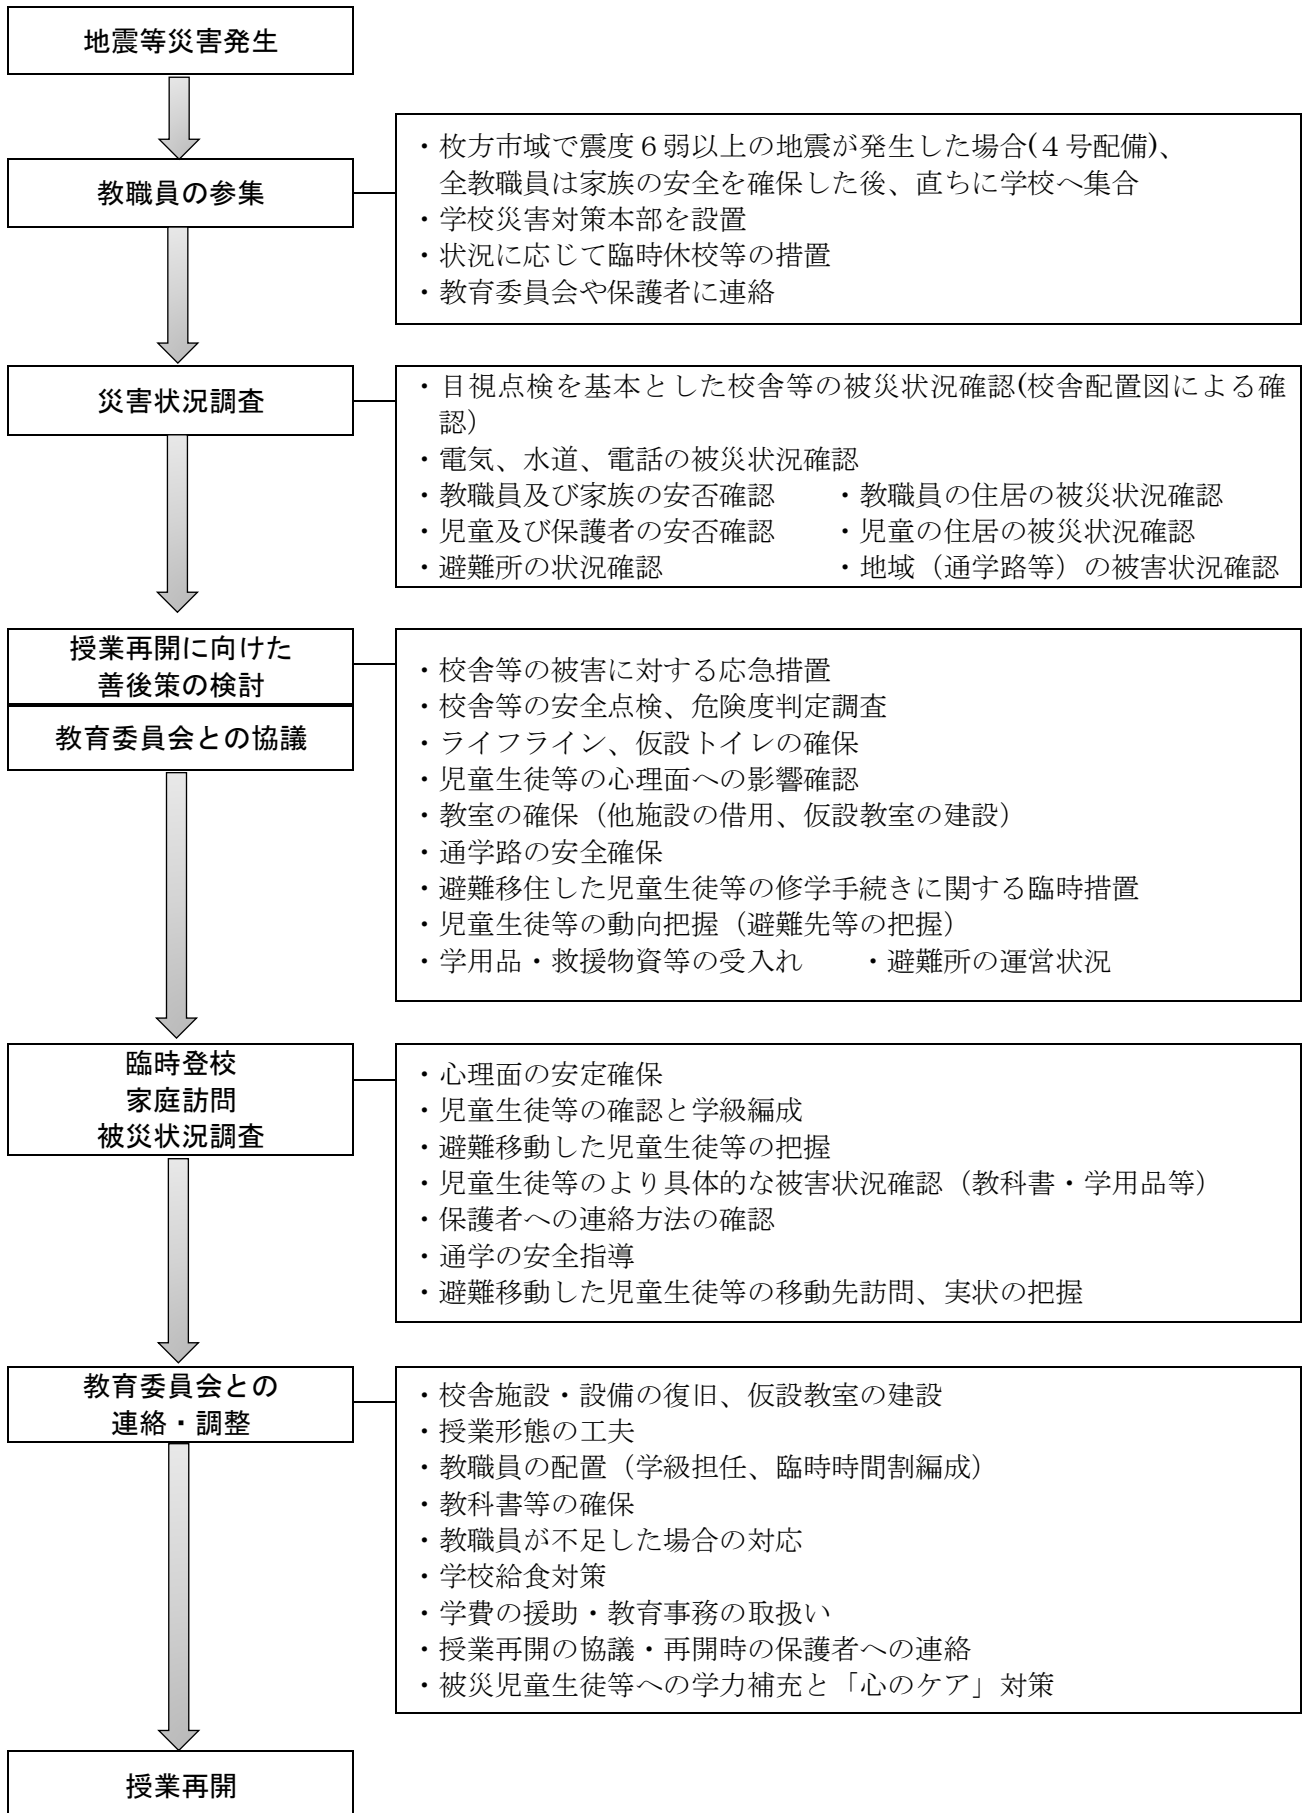 地震等災害発生
教職員の参集
・枚方市域で震度６弱以上の地震が発生した場合(４号配備)、
全教職員は家族の安全を確保した後、直ちに学校へ集合
・学校災害対策本部を設置
・状況に応じて臨時休校等の措置
・教育委員会や保護者に連絡
災害状況調査
・目視点検を基本とした校舎等の被災状況確認(校舎配置図による確
認）
・電気、水道、電話の被災状況確認
・教職員及び家族の安否確認　　・教職員の住居の被災状況確認
・児童及び保護者の安否確認　　・児童の住居の被災状況確認
・避難所の状況確認　　　　　　・地域（通学路等）の被害状況確認
授業再開に向けた
善後策の検討
教育委員会との協議
・校舎等の被害に対する応急措置
・校舎等の安全点検、危険度判定調査
・ライフライン、仮設トイレの確保
・児童生徒等の心理面への影響確認
・教室の確保（他施設の借用、仮設教室の建設）
・通学路の安全確保
・避難移住した児童生徒等の修学手続きに関する臨時措置
・児童生徒等の動向把握（避難先等の把握）
・学用品・救援物資等の受入れ　　・避難所の運営状況
臨時登校
家庭訪問
被災状況調査
・心理面の安定確保
・児童生徒等の確認と学級編成
・避難移動した児童生徒等の把握
・児童生徒等のより具体的な被害状況確認（教科書・学用品等）
・保護者への連絡方法の確認
・通学の安全指導
・避難移動した児童生徒等の移動先訪問、実状の把握
教育委員会との
連絡・調整
・校舎施設・設備の復旧、仮設教室の建設
・授業形態の工夫
・教職員の配置（学級担任、臨時時間割編成）
・教科書等の確保
・教職員が不足した場合の対応
・学校給食対策
・学費の援助・教育事務の取扱い
・授業再開の協議・再開時の保護者への連絡
・被災児童生徒等への学力補充と「心のケア」対策
授業再開